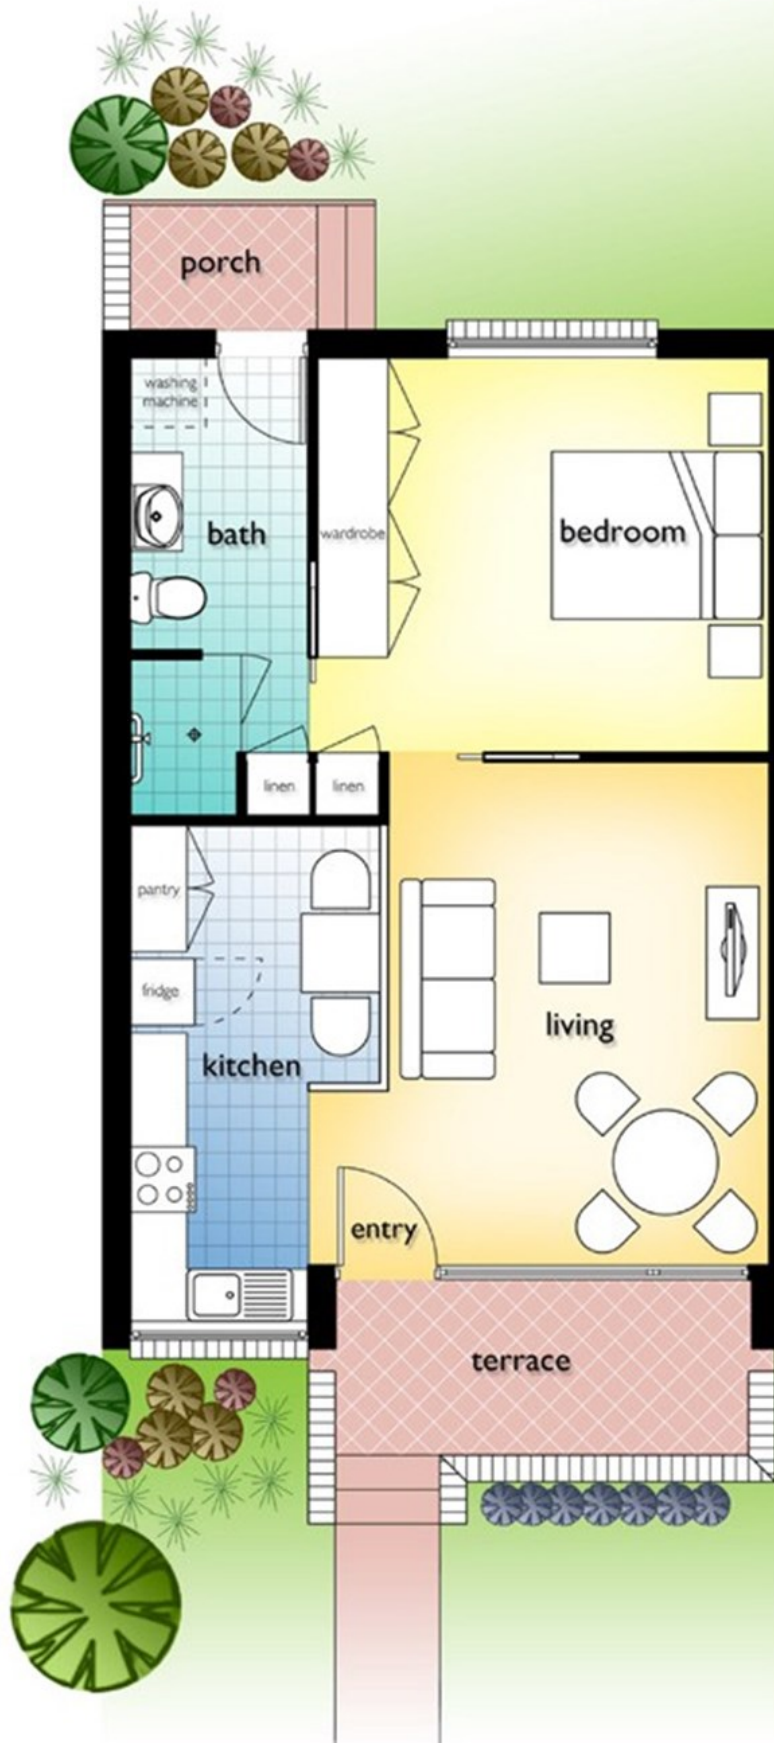 porch
washing
machine
bath
wardrobe
bedroom
linen
linen
pantry
fridge
living
kitchen
entry
terrace